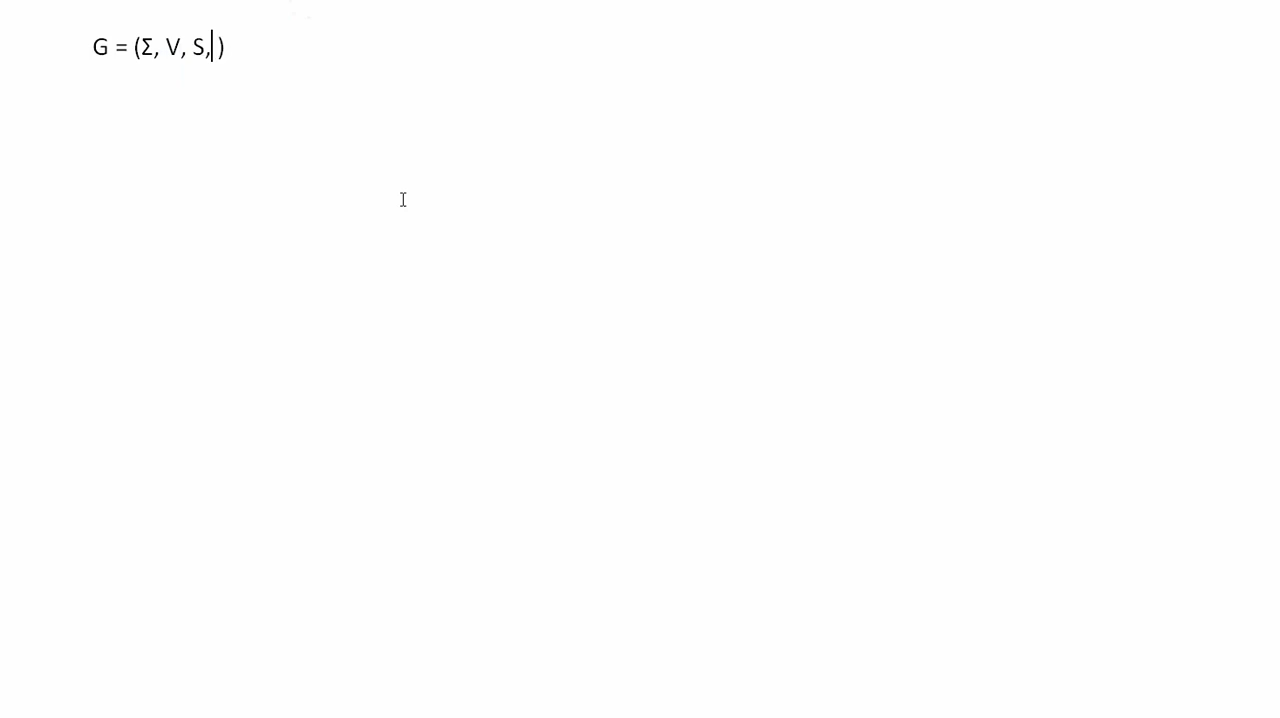 G = (Σ, V, S, )